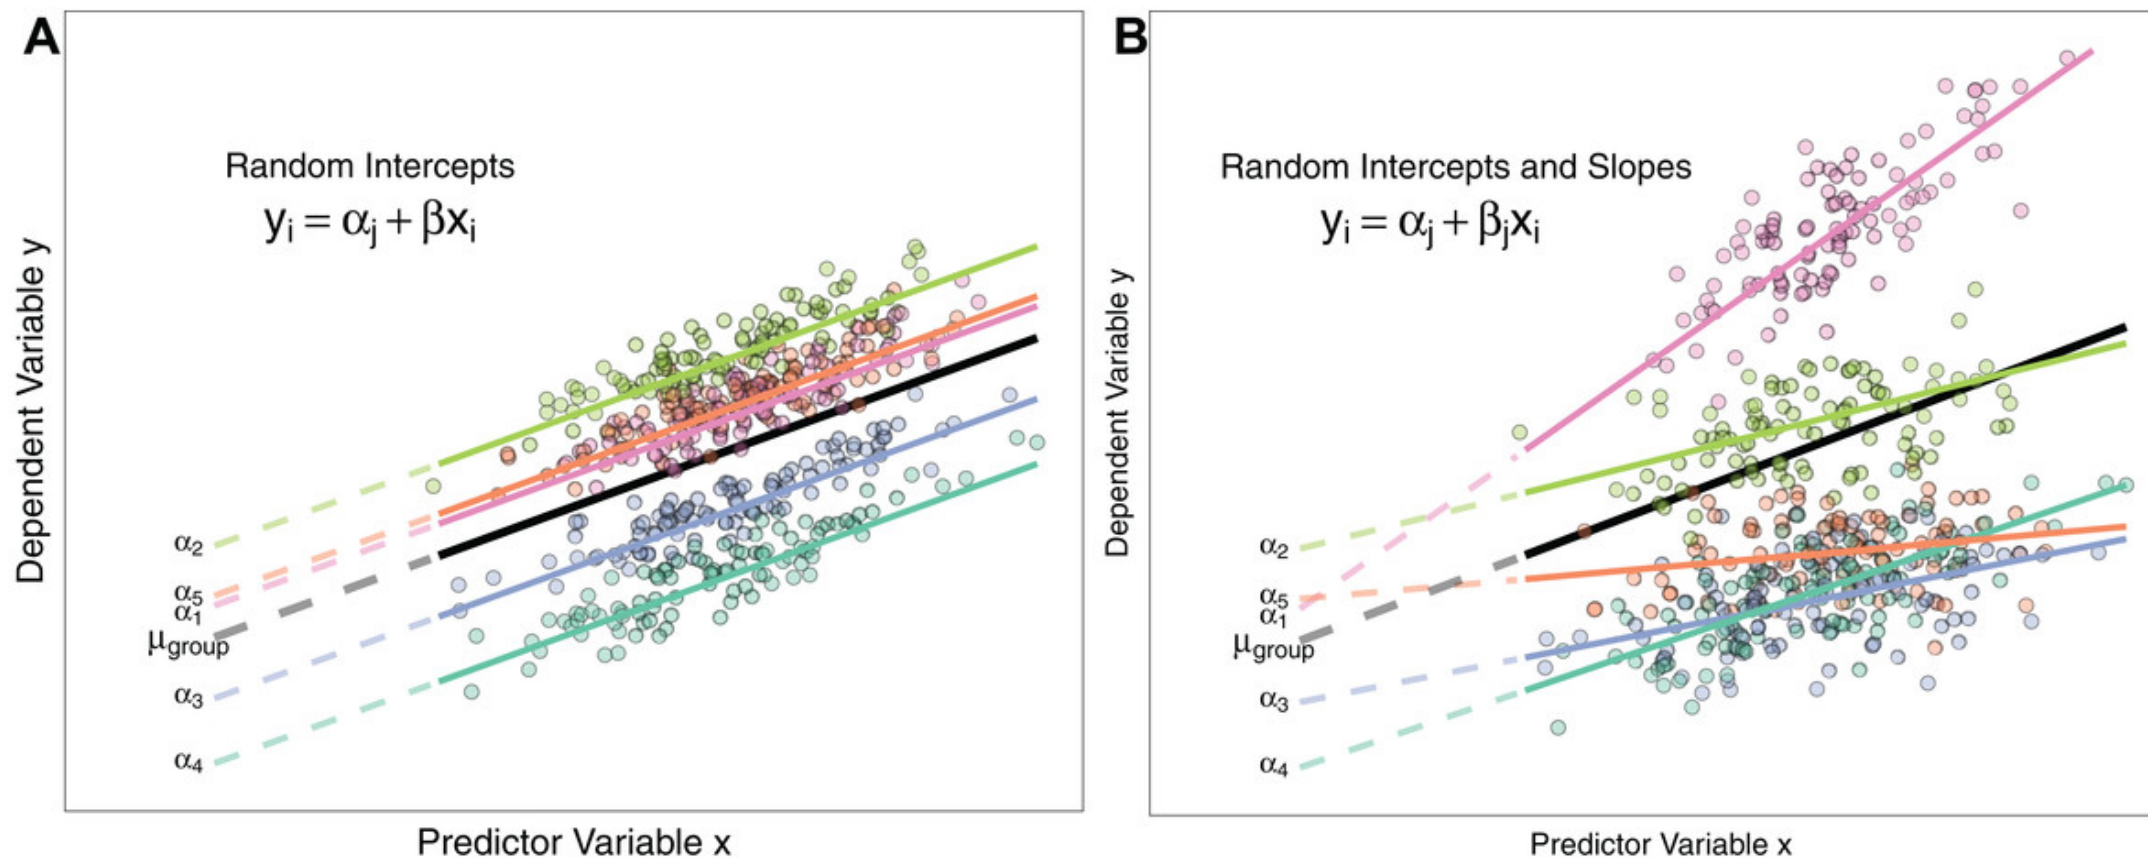 A
Random Intercepts
yᵢ = αⱼ + βxᵢ
Dependent Variable y
α₂
α₅
α₁
μgroup
α₃
α₄
Predictor Variable x
B
Random Intercepts and Slopes
yᵢ = αⱼ + βⱼxᵢ
Dependent Variable y
α₂
α₅
α₁
μgroup
α₃
α₄
Predictor Variable x